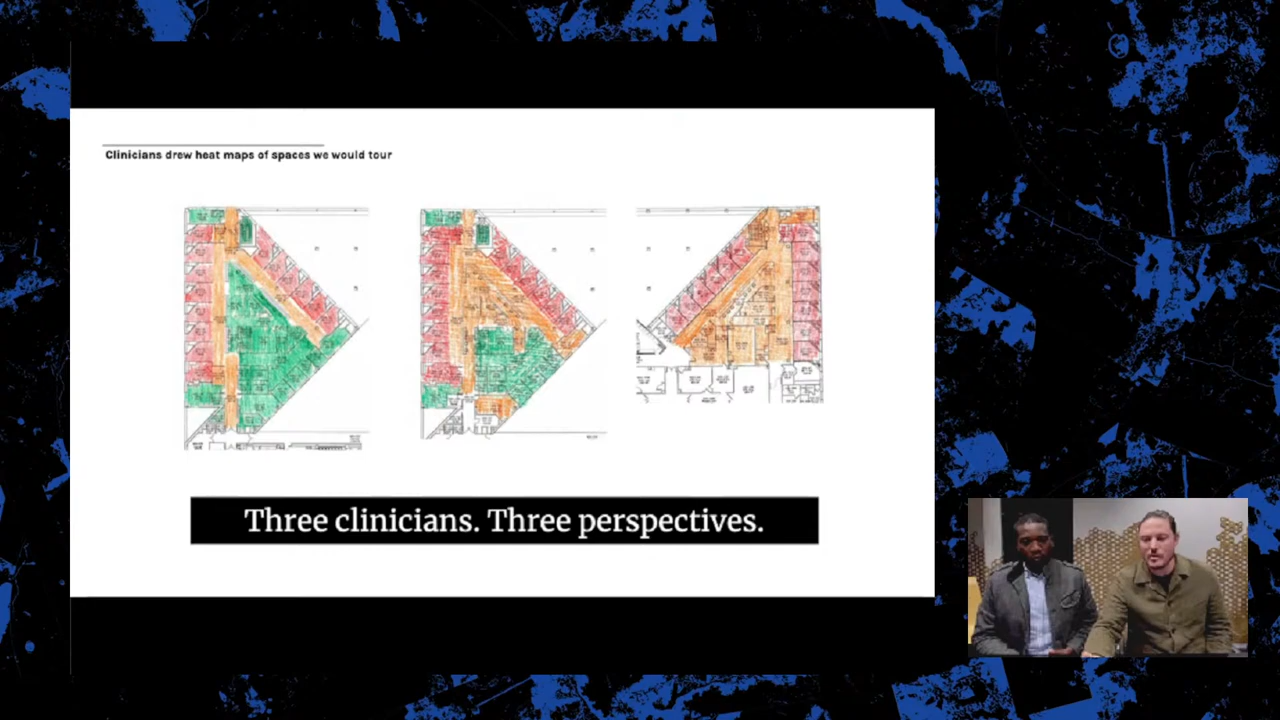 Clinicians drew heat maps of spaces we would tour
Three clinicians. Three perspectives.